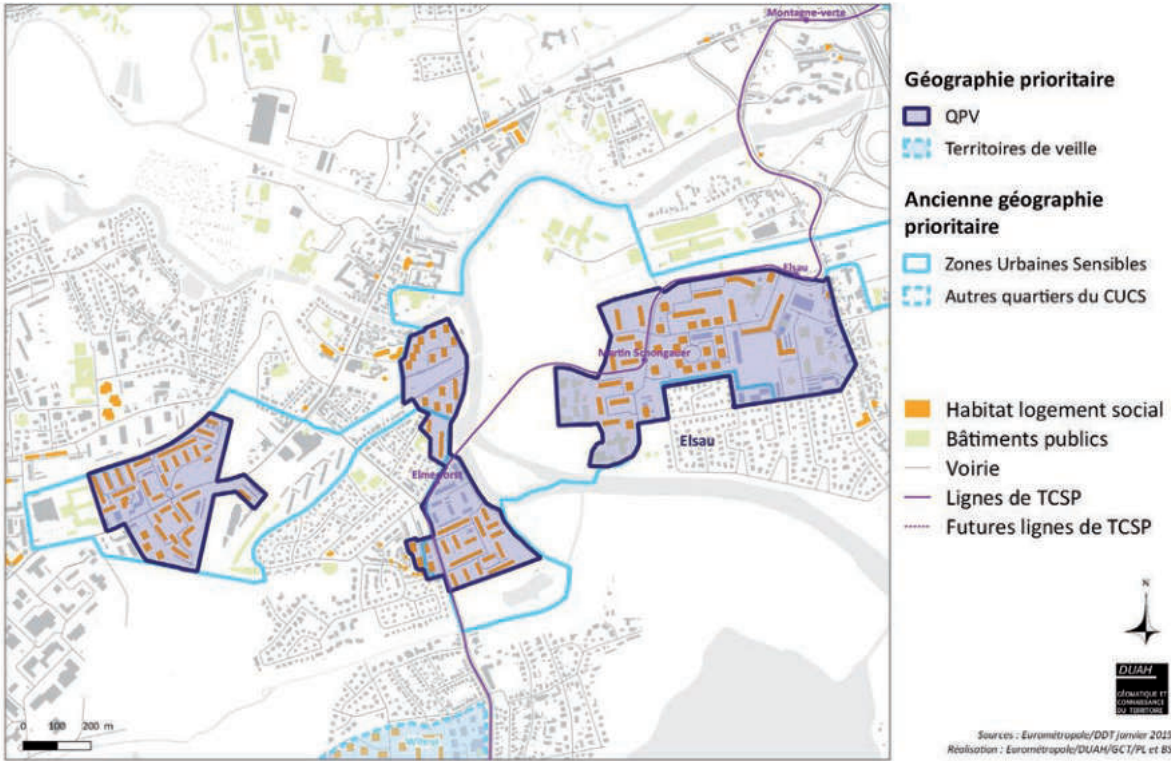 Montagne-verte
Elsau
Martin Schongauer
Elsau
Elmerforst
Wihrel
0 100 200 m
Géographie prioritaire
QPV
Territoires de veille
Ancienne géographie
prioritaire
Zones Urbaines Sensibles
Autres quartiers du CUCS
Habitat logement social
Bâtiments publics
Voirie
Lignes de TCSP
Futures lignes de TCSP
N
DUAH
GÉOMATIQUE ET
CONNAISSANCE
DU TERRITOIRE
Sources : Eurométropole/DDT janvier 2015
Réalisation : Eurométropole/DUAH/GCT/PL et BS